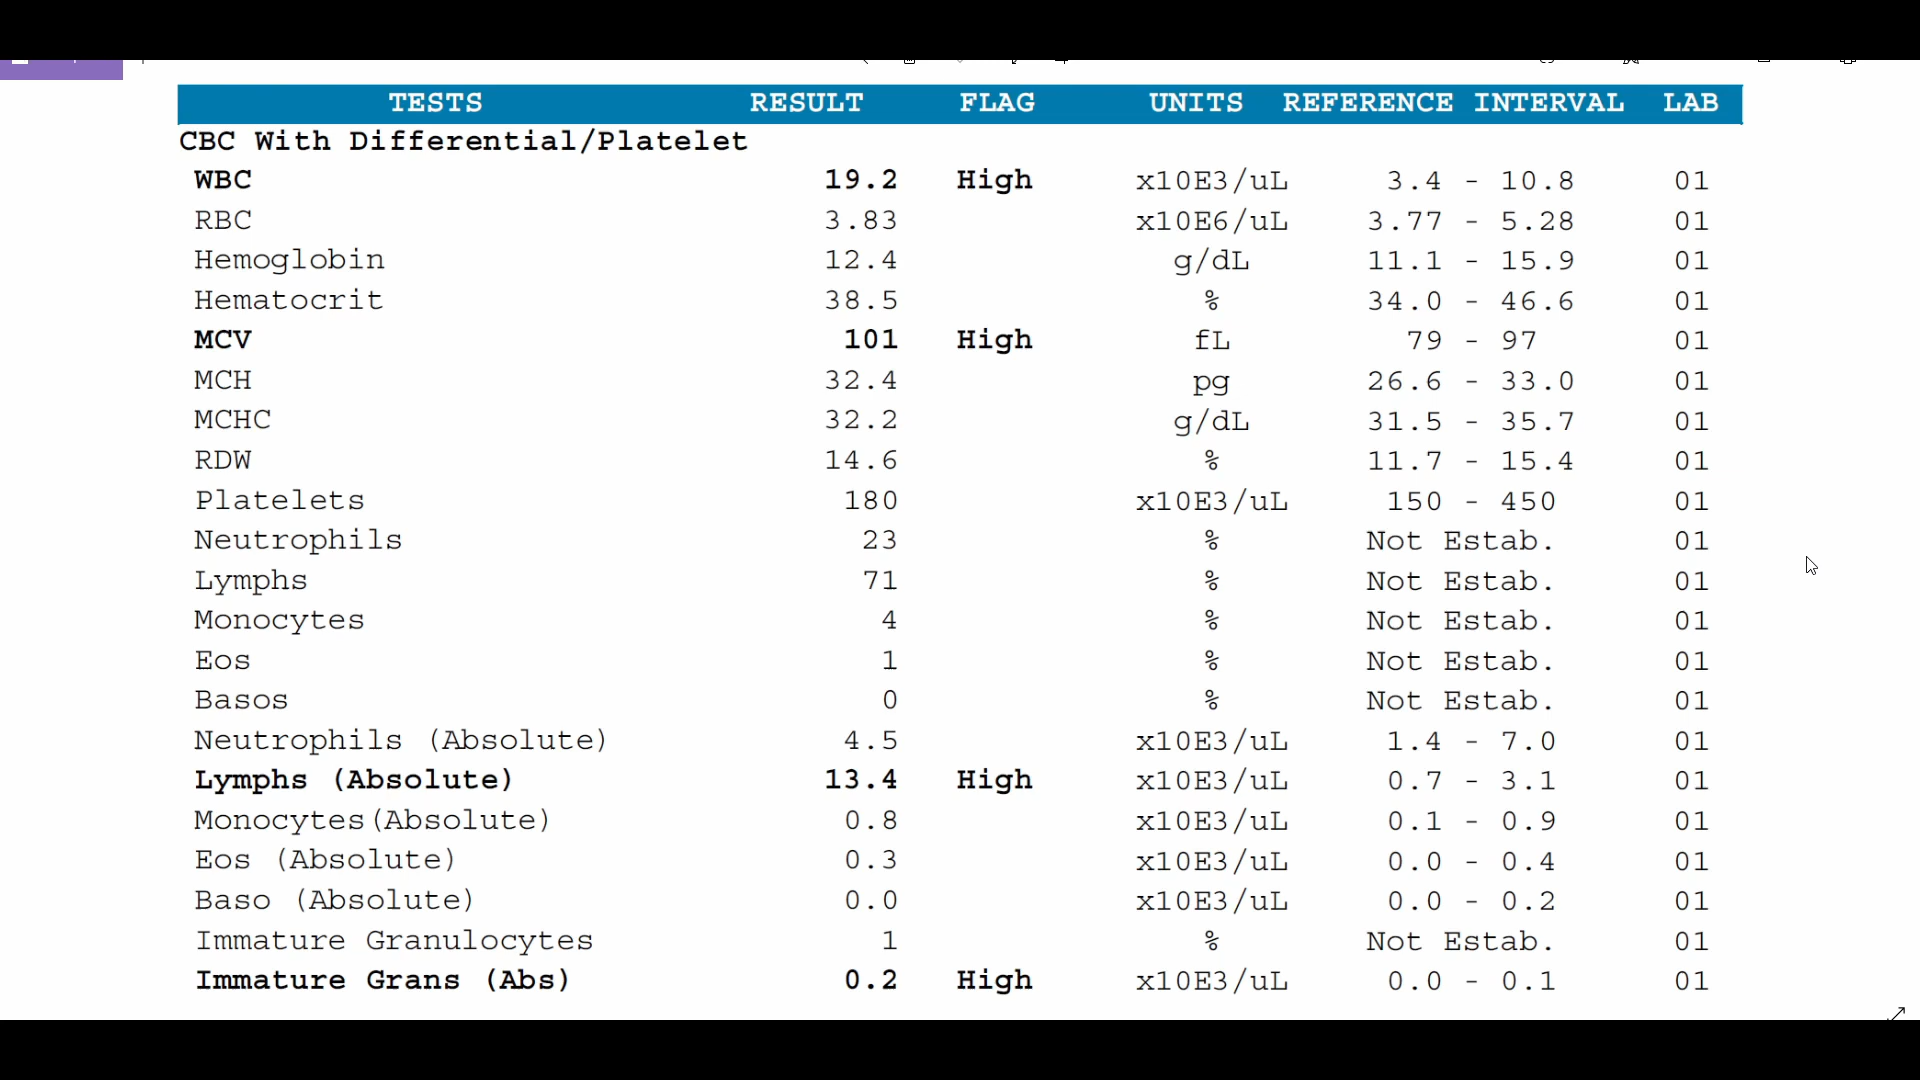 TESTS RESULT FLAG UNITS REFERENCE INTERVAL LAB
CBC With Differential/Platelet
WBC 19.2 High x10E3/uL 3.4 - 10.8 01
RBC 3.83 x10E6/uL 3.77 - 5.28 01
Hemoglobin 12.4 g/dL 11.1 - 15.9 01
Hematocrit 38.5 % 34.0 - 46.6 01
MCV 101 High fL 79 - 97 01
MCH 32.4 pg 26.6 - 33.0 01
MCHC 32.2 g/dL 31.5 - 35.7 01
RDW 14.6 % 11.7 - 15.4 01
Platelets 180 x10E3/uL 150 - 450 01
Neutrophils 23 % Not Estab. 01
Lymphs 71 % Not Estab. 01
Monocytes 4 % Not Estab. 01
Eos 1 % Not Estab. 01
Basos 0 % Not Estab. 01
Neutrophils (Absolute) 4.5 x10E3/uL 1.4 - 7.0 01
Lymphs (Absolute) 13.4 High x10E3/uL 0.7 - 3.1 01
Monocytes(Absolute) 0.8 x10E3/uL 0.1 - 0.9 01
Eos (Absolute) 0.3 x10E3/uL 0.0 - 0.4 01
Baso (Absolute) 0.0 x10E3/uL 0.0 - 0.2 01
Immature Granulocytes 1 % Not Estab. 01
Immature Grans (Abs) 0.2 High x10E3/uL 0.0 - 0.1 01